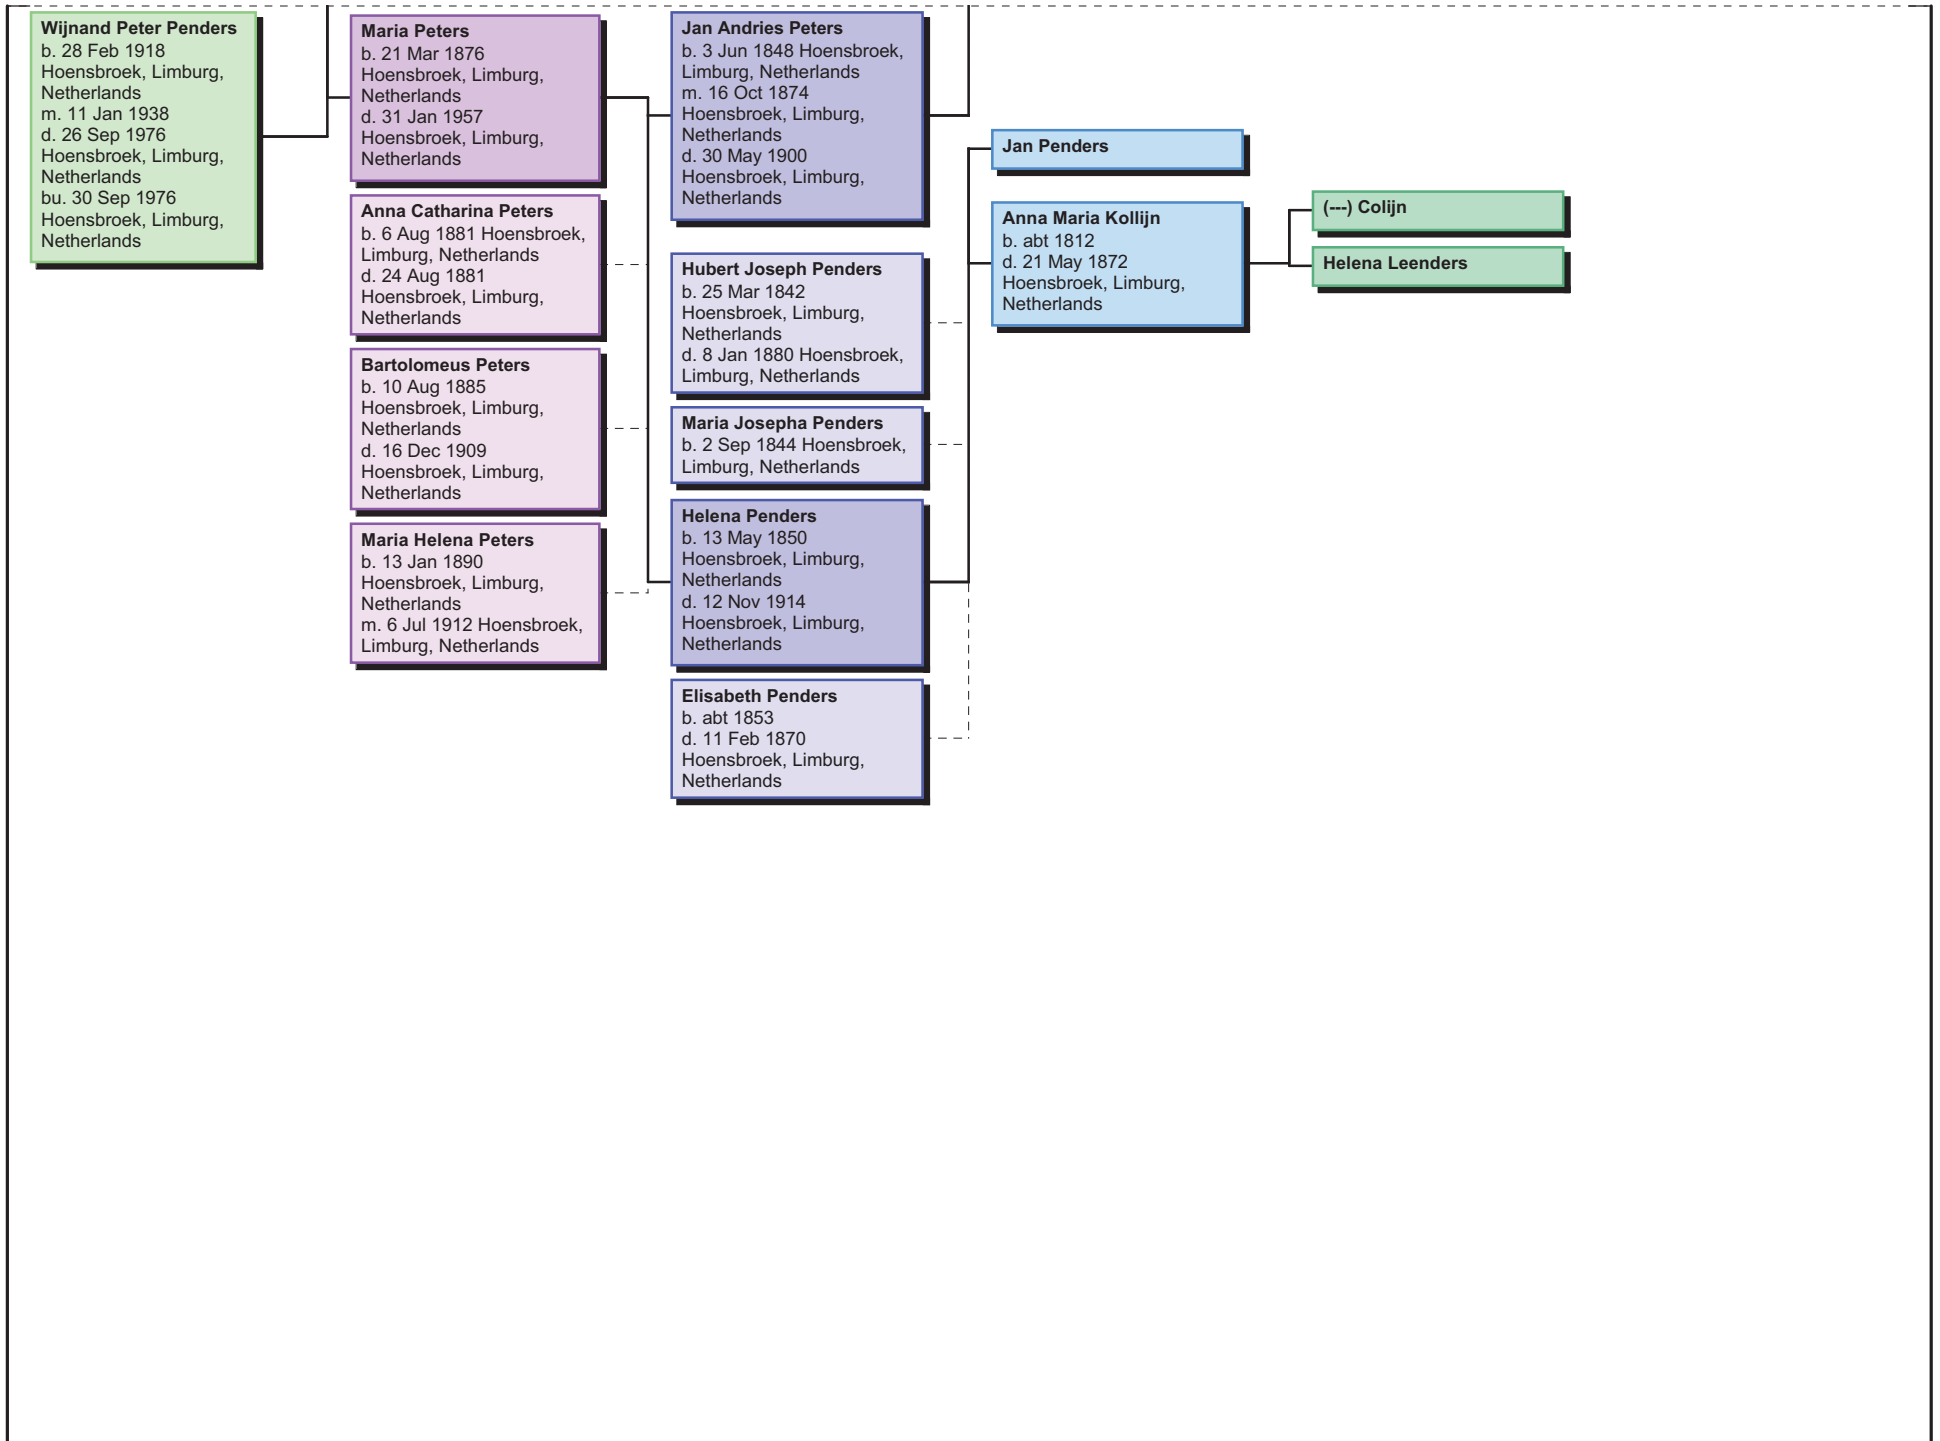 Wijnand Peter Penders
b. 28 Feb 1918
Hoensbroek, Limburg,
Netherlands
m. 11 Jan 1938
d. 26 Sep 1976
Hoensbroek, Limburg,
Netherlands
bu. 30 Sep 1976
Hoensbroek, Limburg,
Netherlands
Maria Peters
b. 21 Mar 1876
Hoensbroek, Limburg,
Netherlands
d. 31 Jan 1957
Hoensbroek, Limburg,
Netherlands
Anna Catharina Peters
b. 6 Aug 1881 Hoensbroek,
Limburg, Netherlands
d. 24 Aug 1881
Hoensbroek, Limburg,
Netherlands
Bartolomeus Peters
b. 10 Aug 1885
Hoensbroek, Limburg,
Netherlands
d. 16 Dec 1909
Hoensbroek, Limburg,
Netherlands
Maria Helena Peters
b. 13 Jan 1890
Hoensbroek, Limburg,
Netherlands
m. 6 Jul 1912 Hoensbroek,
Limburg, Netherlands
Jan Andries Peters
b. 3 Jun 1848 Hoensbroek,
Limburg, Netherlands
m. 16 Oct 1874
Hoensbroek, Limburg,
Netherlands
d. 30 May 1900
Hoensbroek, Limburg,
Netherlands
Hubert Joseph Penders
b. 25 Mar 1842
Hoensbroek, Limburg,
Netherlands
d. 8 Jan 1880 Hoensbroek,
Limburg, Netherlands
Maria Josepha Penders
b. 2 Sep 1844 Hoensbroek,
Limburg, Netherlands
Helena Penders
b. 13 May 1850
Hoensbroek, Limburg,
Netherlands
d. 12 Nov 1914
Hoensbroek, Limburg,
Netherlands
Elisabeth Penders
b. abt 1853
d. 11 Feb 1870
Hoensbroek, Limburg,
Netherlands
Jan Penders
Anna Maria Kollijn
b. abt 1812
d. 21 May 1872
Hoensbroek, Limburg,
Netherlands
(---) Colijn
Helena Leenders